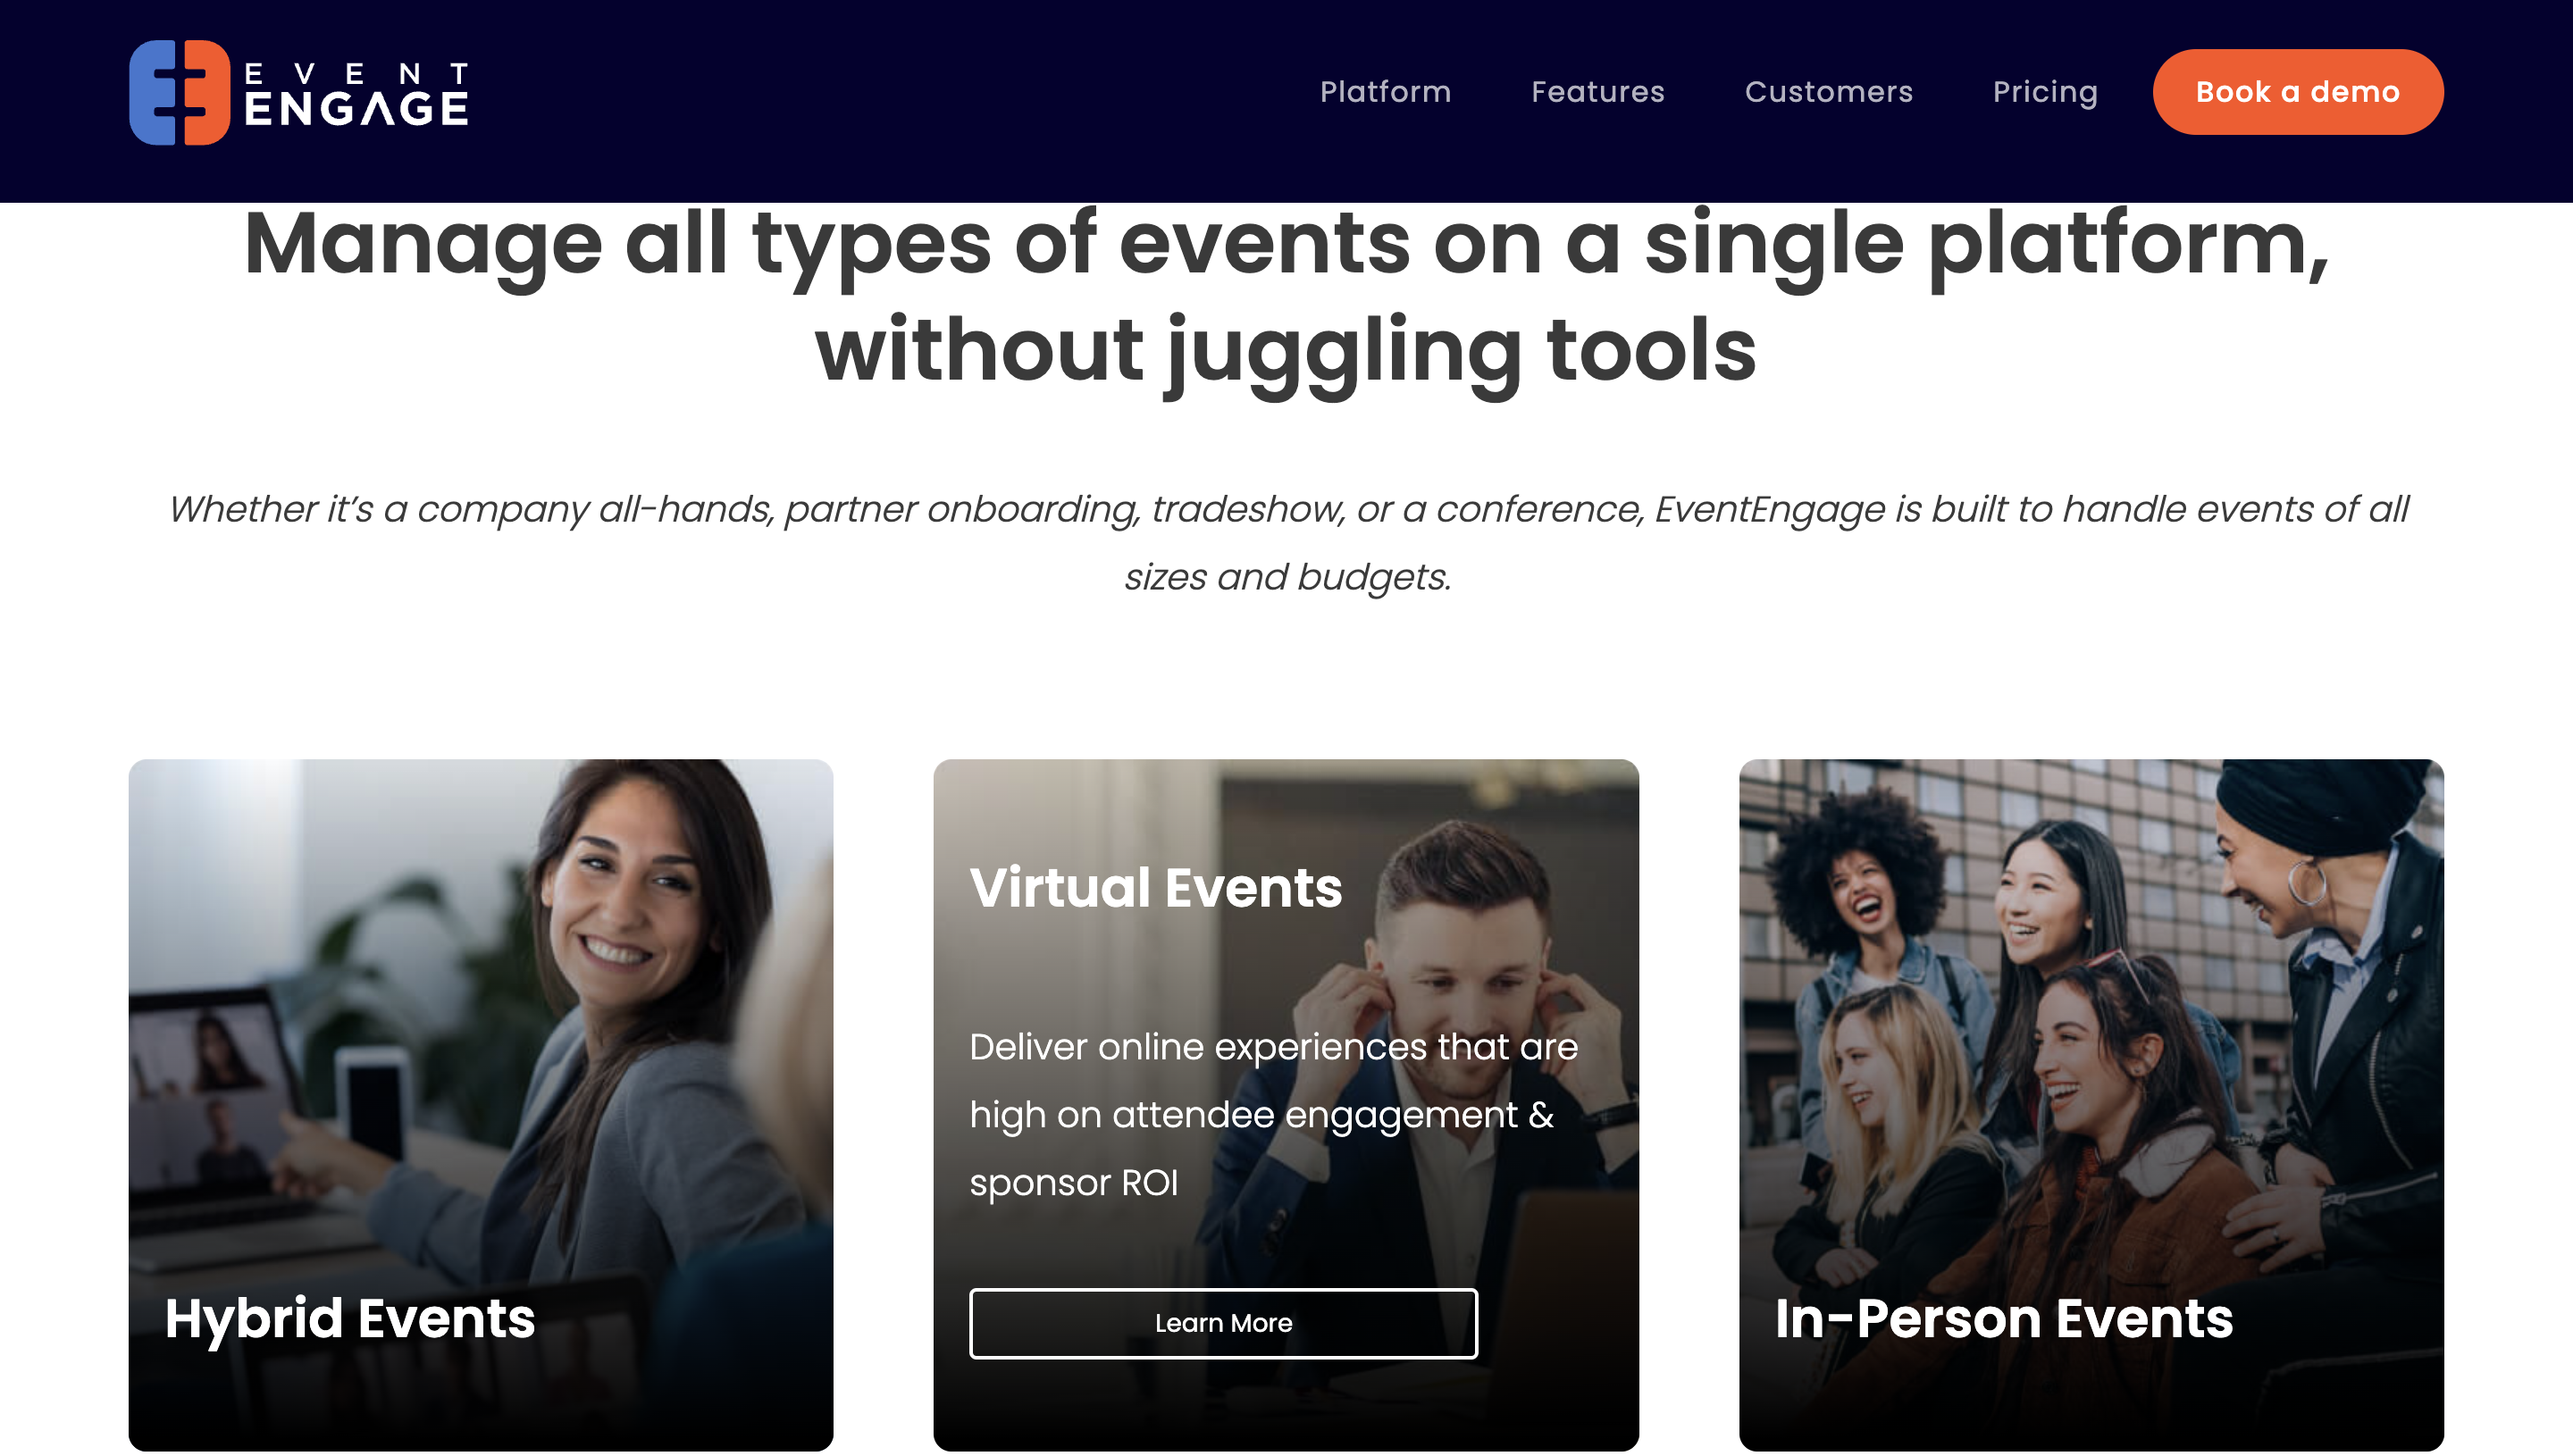 EVENT
ENGAGE
Platform Features Customers Pricing Book a demo
Manage all types of events on a single platform,
without juggling tools
Whether it’s a company all-hands, partner onboarding, tradeshow, or a conference, EventEngage is built to handle events of all
sizes and budgets.
Hybrid Events
Virtual Events
Deliver online experiences that are
high on attendee engagement &
sponsor ROI
Learn More
In-Person Events